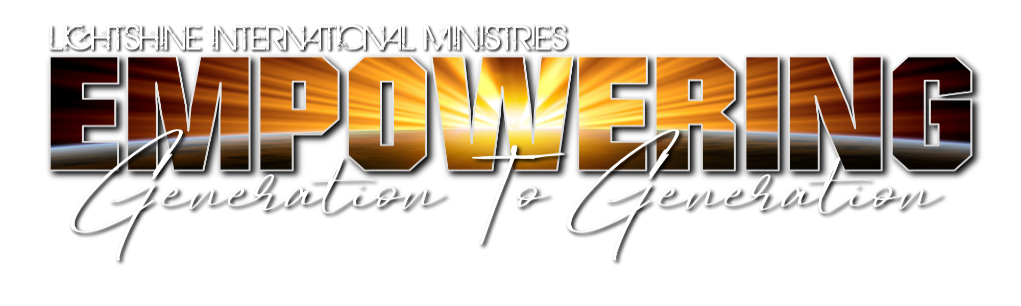 LIGHTSHINE INTERNATIONAL MINISTRIES
EMPOWERING
Generation To Generation